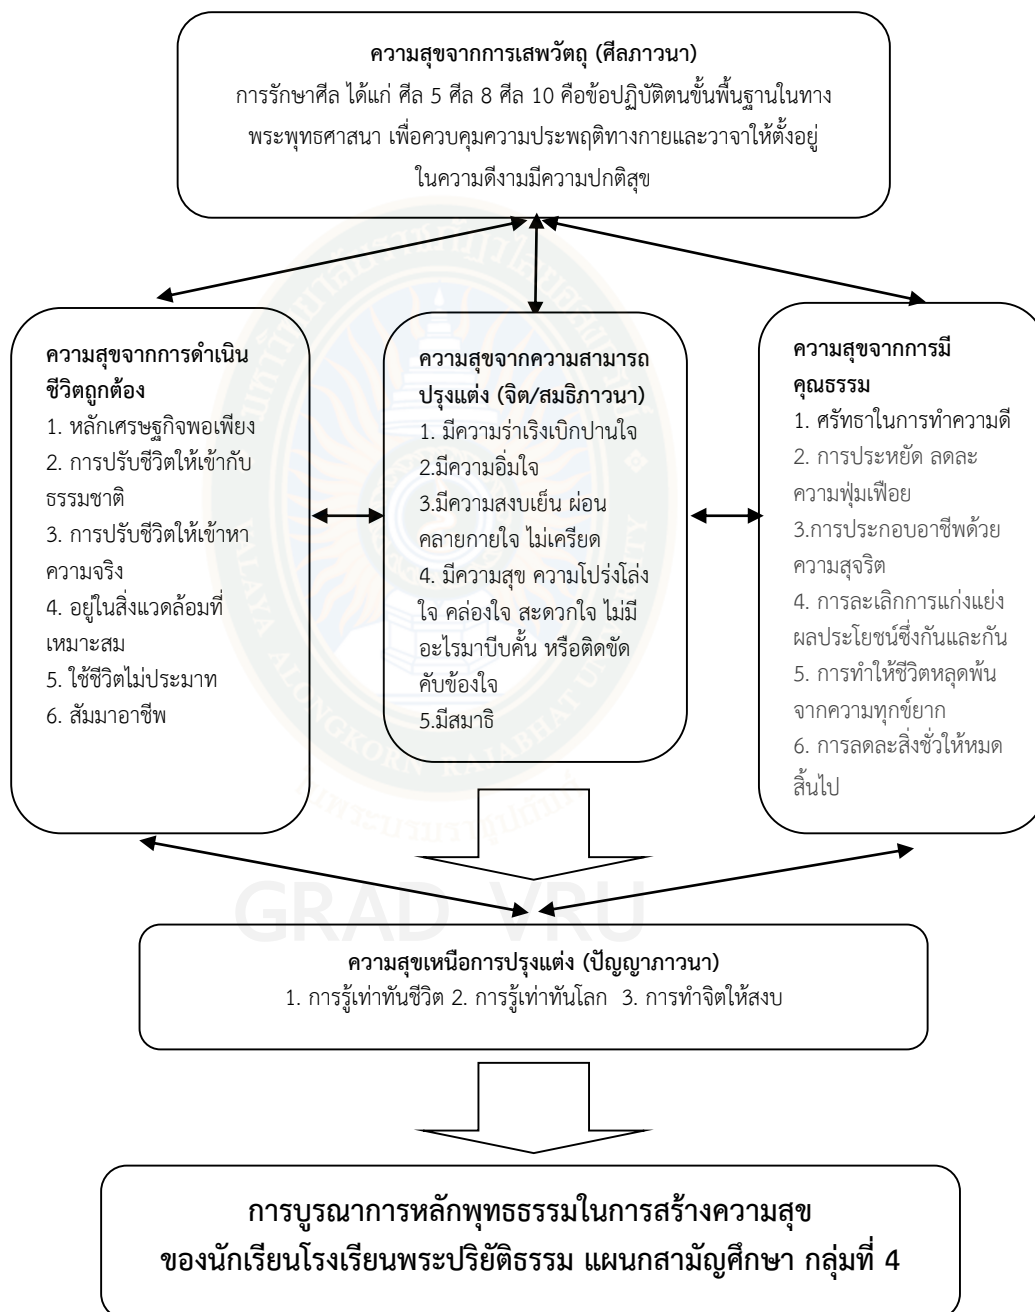 ความสุขจากการเสพวัตถุ (ศีลภาวนา)
การรักษาศีล ได้แก่ ศีล 5 ศีล 8 ศีล 10 คือข้อปฏิบัติตนขั้นพื้นฐานในทาง
พระพุทธศาสนา เพื่อควบคุมความประพฤติทางกายและวาจาให้ตั้งอยู่
ในความดีงามมีความปกติสุข
ความสุขจากการดำเนิน
ชีวิตถูกต้อง
1. หลักเศรษฐกิจพอเพียง
2. การปรับชีวิตให้เข้ากับ
ธรรมชาติ
3. การปรับชีวิตให้เข้าหา
ความจริง
4. อยู่ในสิ่งแวดล้อมที่
เหมาะสม
5. ใช้ชีวิตไม่ประมาท
6. สัมมาอาชีพ
ความสุขจากความสามารถ
ปรุงแต่ง (จิต/สมธิภาวนา)
1. มีความร่าเริงเบิกปานใจ
2.มีความอิ่มใจ
3.มีความสงบเย็น ผ่อน
คลายกายใจ ไม่เครียด
4. มีความสุข ความโปร่งโล่ง
ใจ คล่องใจ สะดวกใจ ไม่มี
อะไรมาบีบคั้น หรือติดขัด
คับข้องใจ
5.มีสมาธิ
ความสุขจากการมี
คุณธรรม
1. ศรัทธาในการทำความดี
2. การประหยัด ลดละ
ความฟุ่มเฟือย
3.การประกอบอาชีพด้วย
ความสุจริต
4. การละเลิกการแก่งแย่ง
ผลประโยชน์ซึ่งกันและกัน
5. การทำให้ชีวิตหลุดพ้น
จากความทุกข์ยาก
6. การลดละสิ่งชั่วให้หมด
สิ้นไป
GRAD VRU
ความสุขเหนือการปรุงแต่ง (ปัญญาภาวนา)
1. การรู้เท่าทันชีวิต 2. การรู้เท่าทันโลก 3. การทำจิตให้สงบ
การบูรณาการหลักพุทธธรรมในการสร้างความสุข
ของนักเรียนโรงเรียนพระปริยัติธรรม แผนกสามัญศึกษา กลุ่มที่ 4